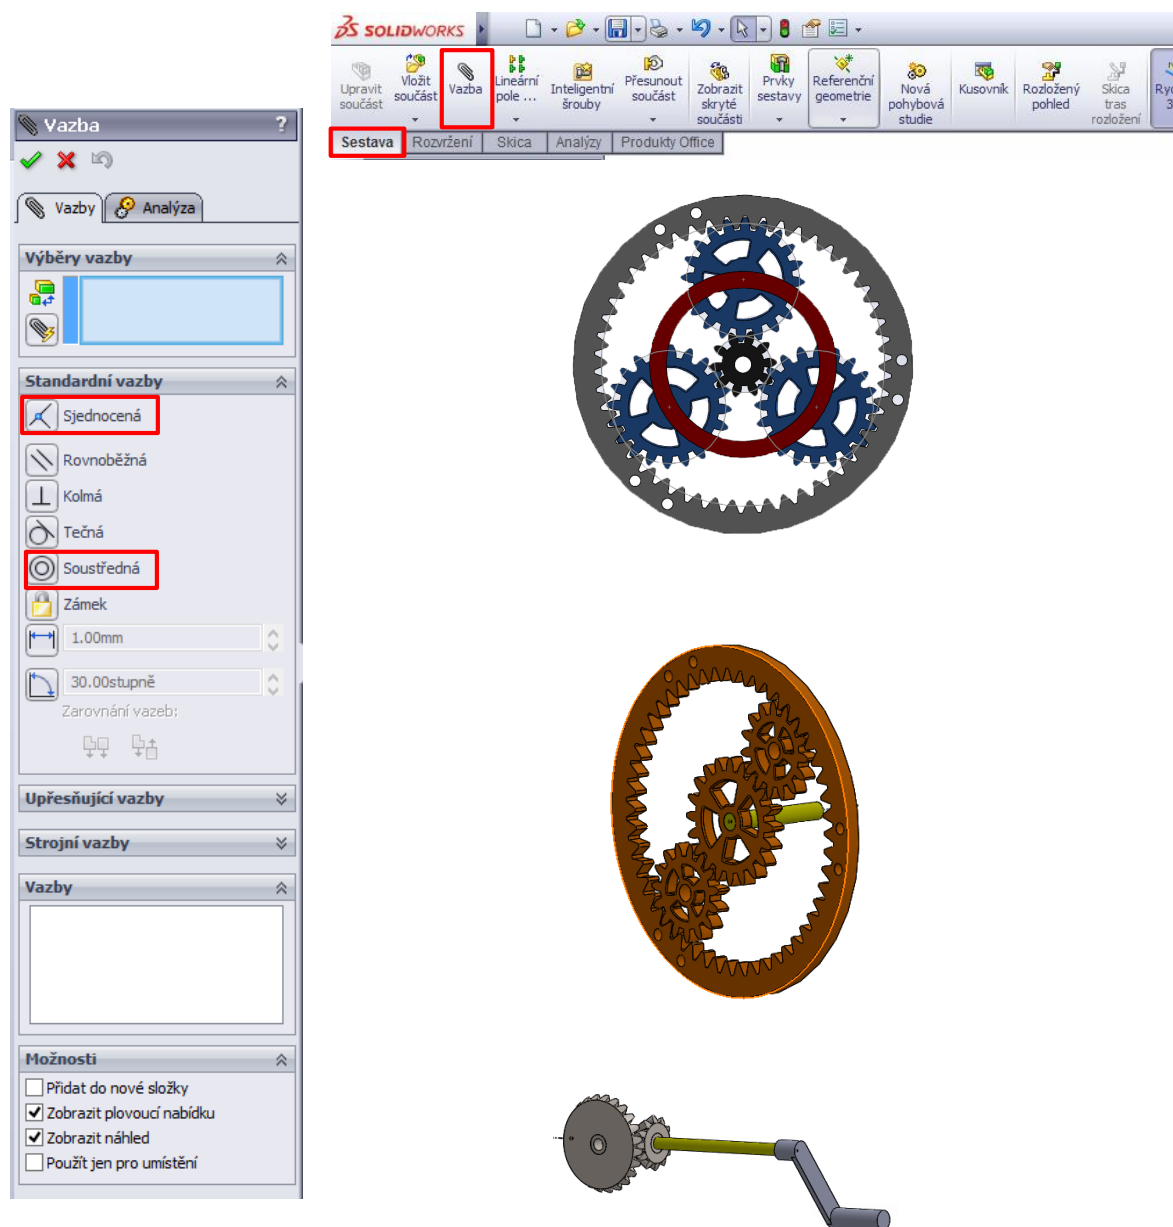 SOLIDWORKS
Upravit součást
Vložit součást
Vazba
Lineární pole ...
Inteligentní šrouby
Přesunout součást
Zobrazit skryté součásti
Prvky sestavy
Referenční geometrie
Nová pohybová studie
Kusovník
Rozložený pohled
Skica tras rozložení
Sestava
Rozvržení
Skica
Analýzy
Produkty Office
Vazba
?
Vazby
Analýza
Výběry vazby
Standardní vazby
Sjednocená
Rovnoběžná
Kolmá
Tečná
Soustředná
Zámek
1.00mm
30.00stupně
Zarovnání vazeb:
Upřesňující vazby
Strojní vazby
Vazby
Možnosti
Přidat do nové složky
Zobrazit plovoucí nabídku
Zobrazit náhled
Použít jen pro umístění